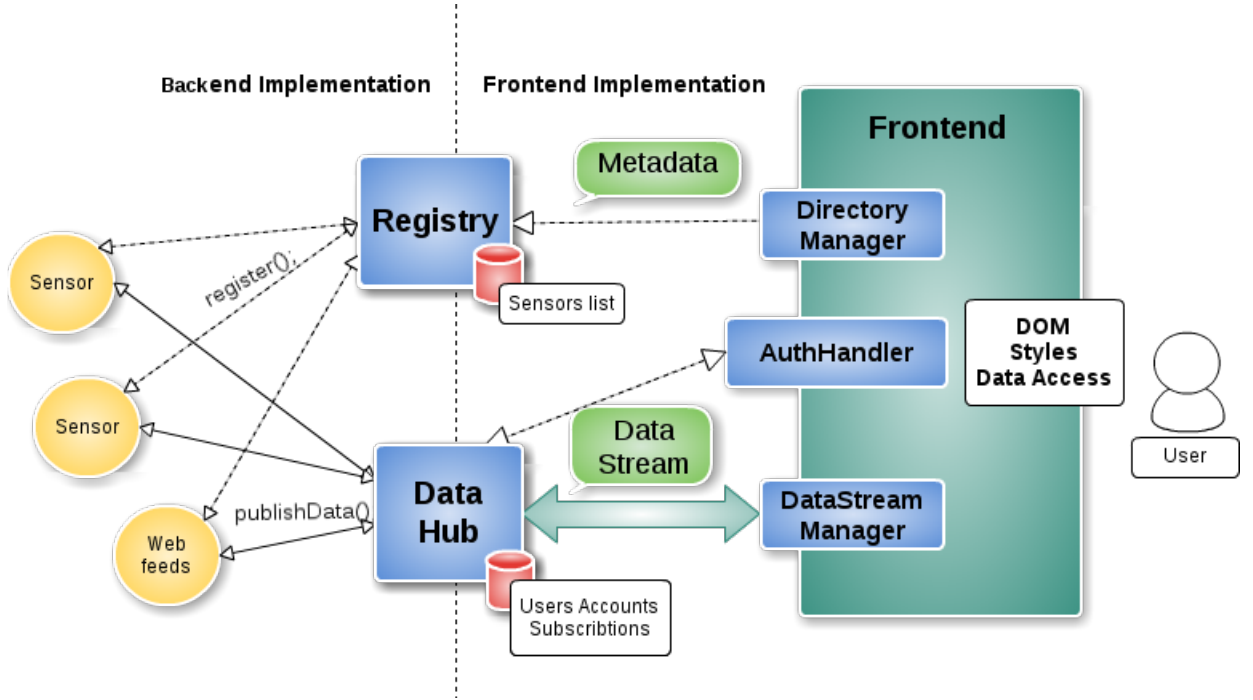 Backend Implementation
Frontend Implementation
Frontend
Metadata
Registry
Directory
Manager
Sensor
register();
Sensors list
AuthHandler
DOM
Styles
Data Access
Sensor
Data
Stream
User
Data
Hub
publishData()
DataStream
Manager
Web
feeds
Users Accounts
Subscribtions